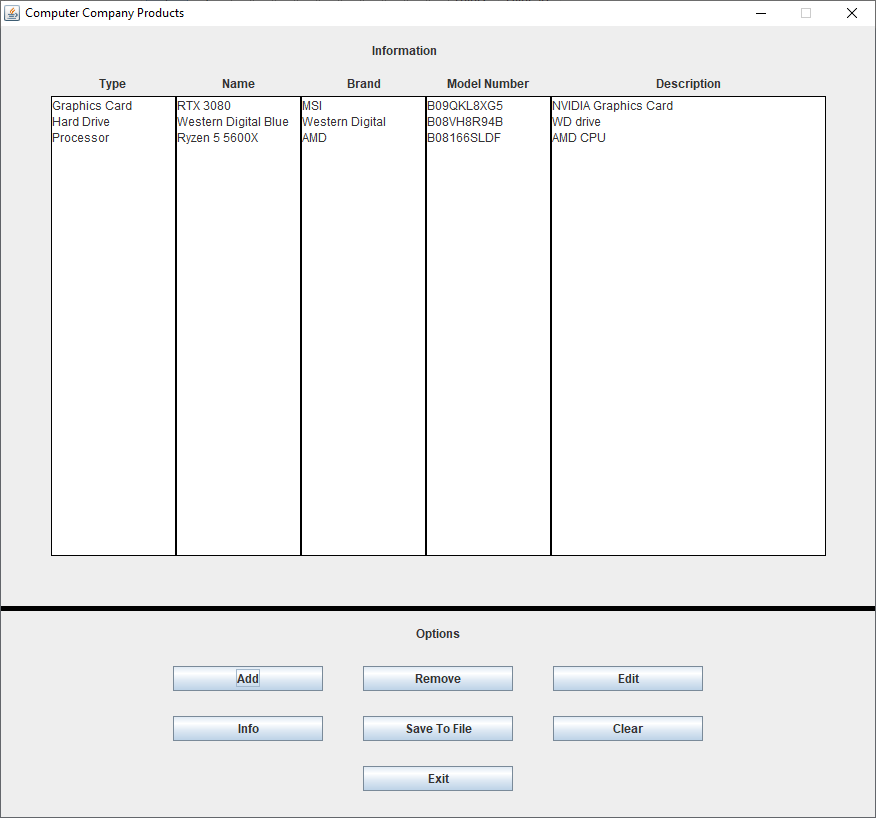 Computer Company Products
Information
Type Name Brand Model Number Description
Graphics Card RTX 3080 MSI B09QKL8XG5 NVIDIA Graphics Card
Hard Drive Western Digital Blue Western Digital B08VH8R94B WD drive
Processor Ryzen 5 5600X AMD B08166SLDF AMD CPU
Options
Add Remove Edit
Info Save To File Clear
Exit